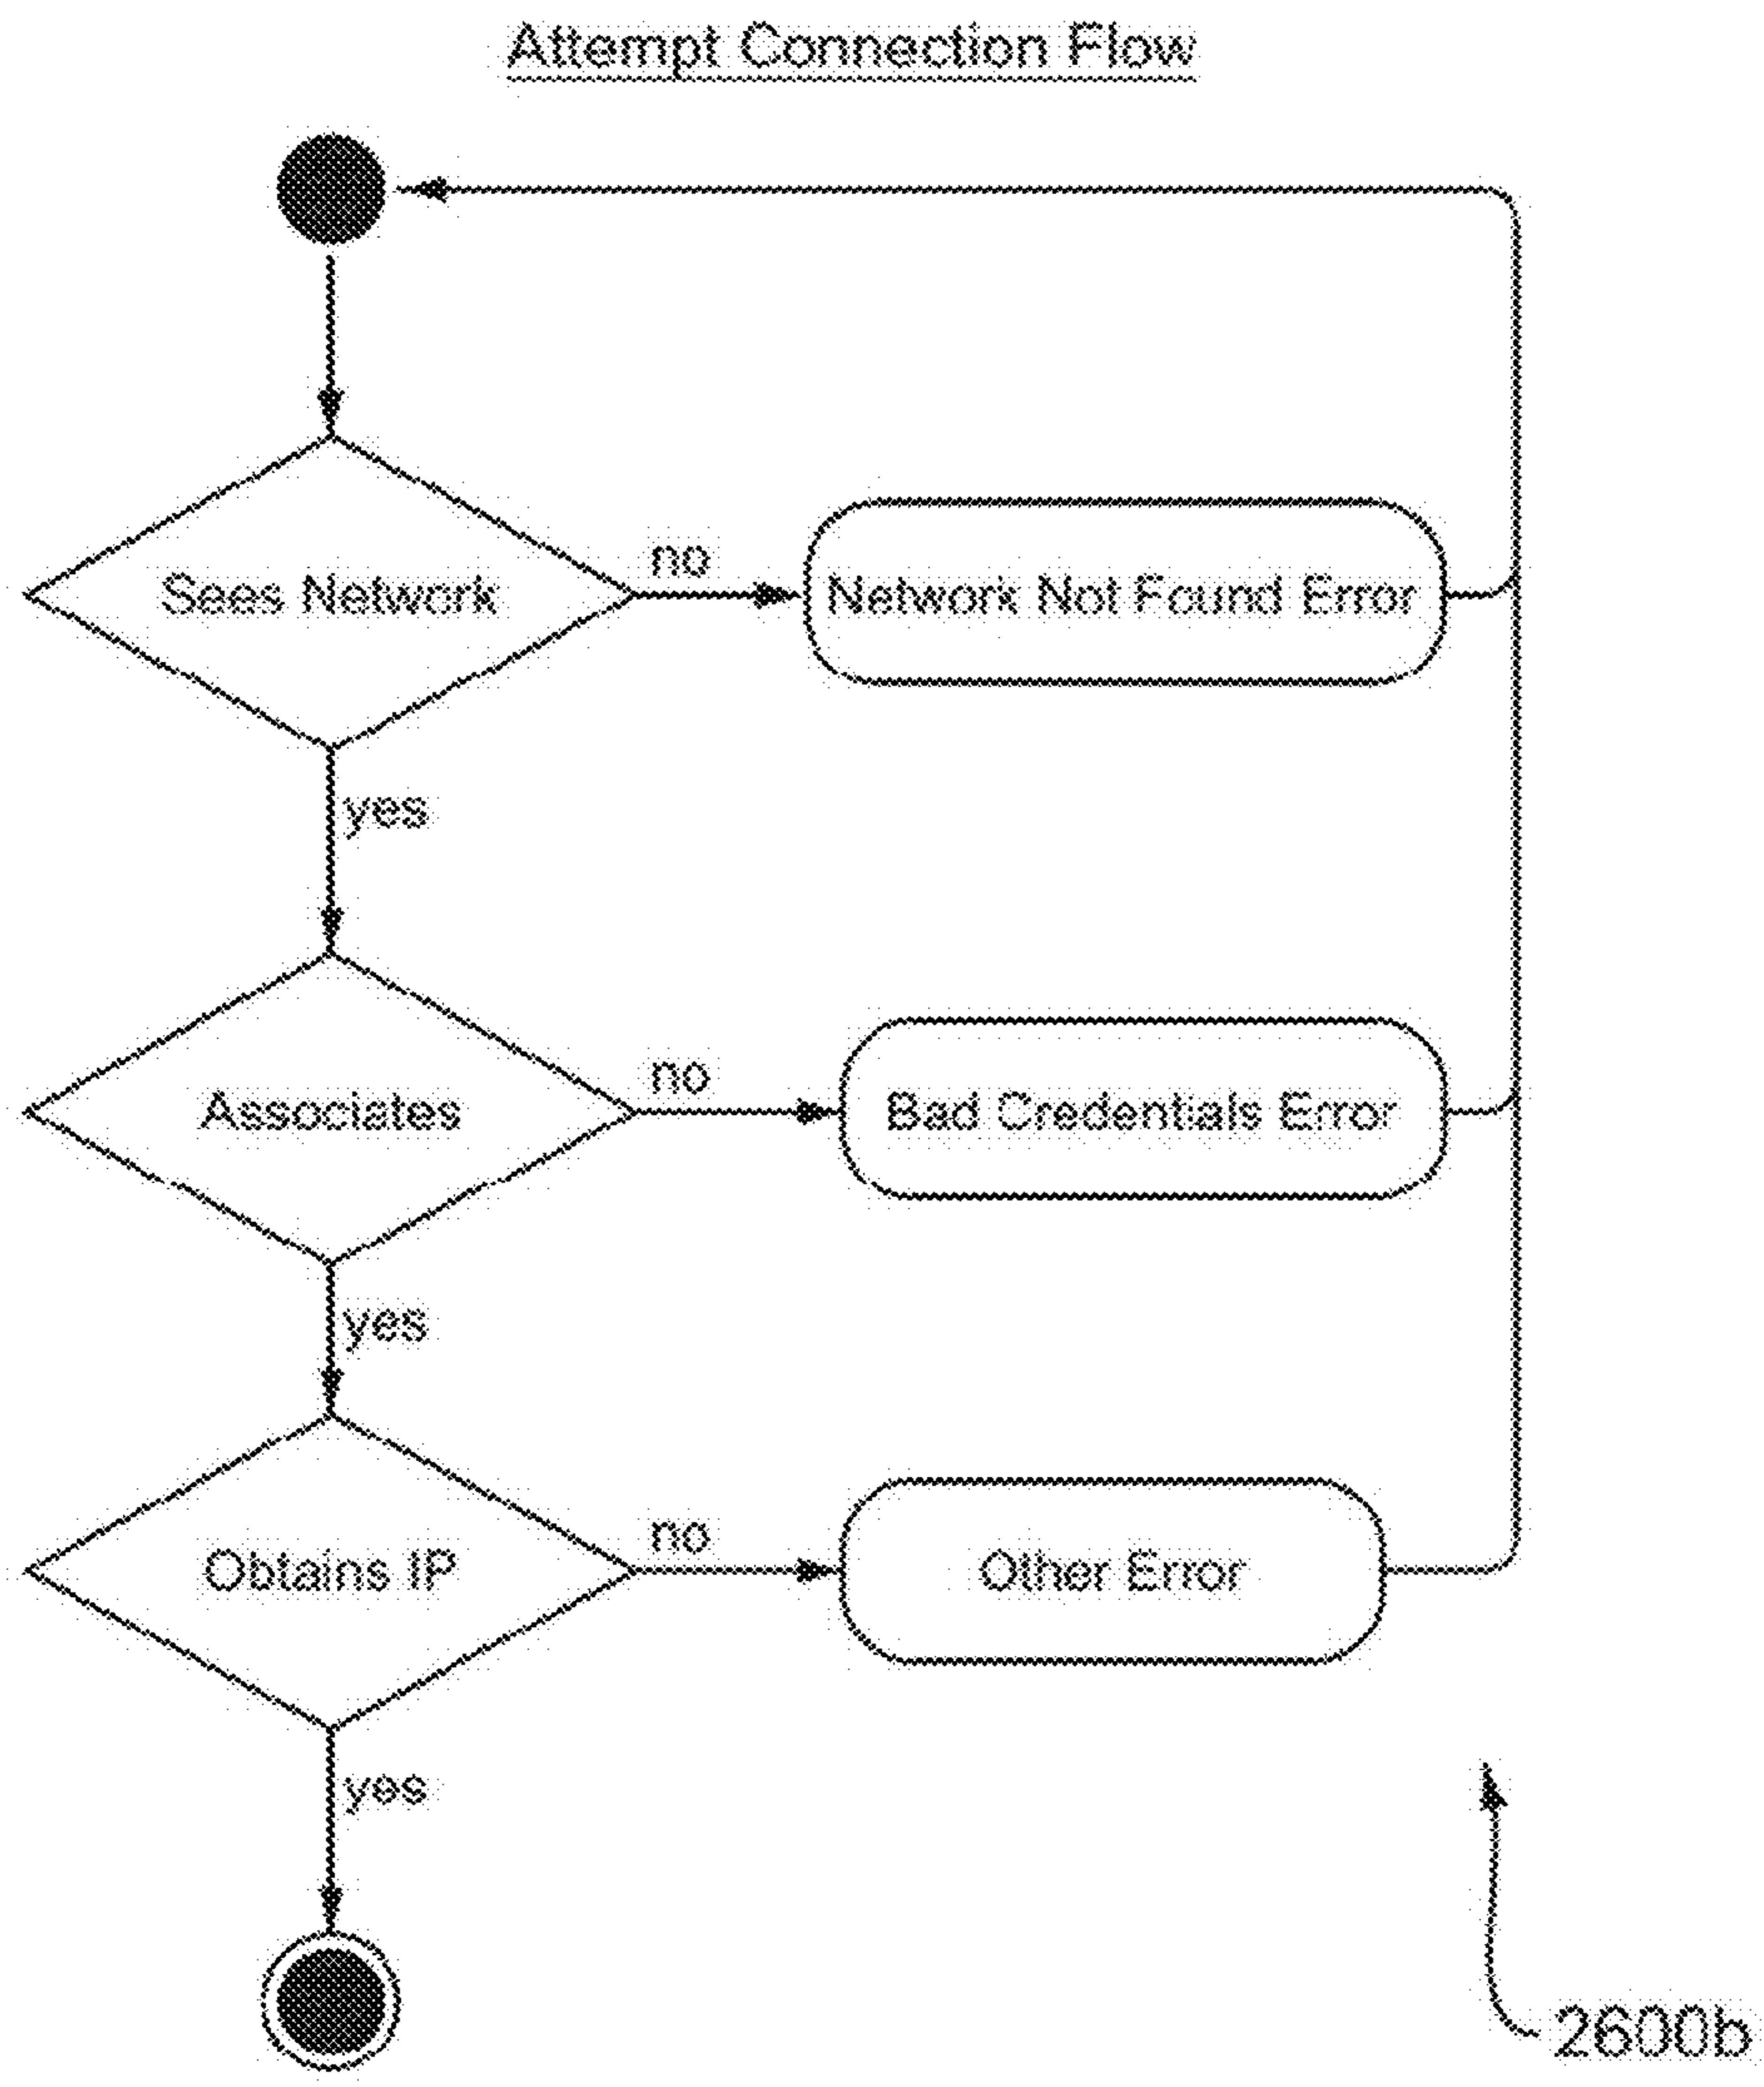 Attempt Connection Flow
Sees Network
no
Network Not Found Error
yes
Associates
no
Bad Credentials Error
yes
Obtains IP
no
Other Error
yes
2600b